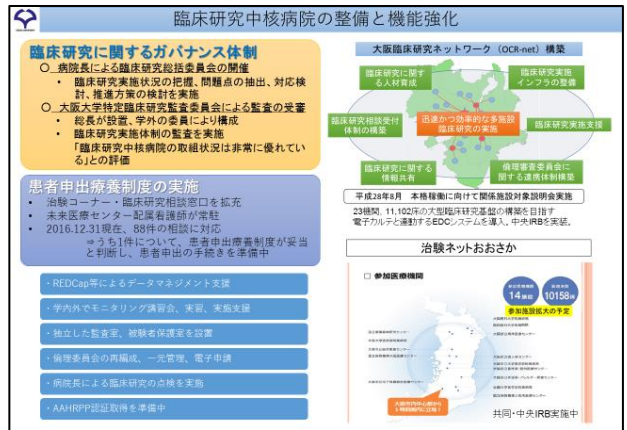 臨床研究中核病院の整備と機能強化
臨床研究に関するガバナンス体制
○ 病院長による臨床研究総括委員会の開催
• 臨床研究実施状況の把握、問題点の抽出、対応検
討、推進方策の検討を実施
○ 大阪大学特定臨床研究監査委員会による監査の受審
• 総長が設置、学外の委員により構成
• 臨床研究実施体制の監査を実施
「臨床研究中核病院の取組状況は非常に優れてい
る」との評価
患者申出療養制度の実施
• 治験コーナー・臨床研究相談窓口を拡充
• 未来医療センター配属看護師が常駐
• 2016.12.31現在、88件の相談に対応
⇒うち1件について、患者申出療養制度が妥当
と判断し、患者申出の手続きを準備中
• REDCap等によるデータマネジメント支援
• 学内外でモニタリング講習会、実習、実施支援
• 独立した監査室、被験者保護室を設置
• 倫理委員会の再編成、一元管理、電子申請
• 病院長による臨床研究の点検を実施
• AAHRPP認証取得を準備中
大阪臨床研究ネットワーク（OCR-net）構築
臨床研究に関す
る人材育成
臨床研究実施
インフラの整備
臨床研究相談受付
体制の構築
迅速かつ効率的な多施設
臨床研究の実施
臨床研究実施支援
臨床研究に関する
情報共有
倫理審査委員会に
関する連携体制構築
平成28年8月 本格稼働に向けて関係施設対象説明会実施
23機関、11,102床の大型臨床研究基盤の構築を目指す
電子カルテと連動するEDCシステムを導入、中央IRBを実装。
治験ネットおおさか
参加医療機関
14病院
10158床
参加施設拡大の予定
大阪市内中心部から
1時間圏内に立地！
共同・中央IRB実施中